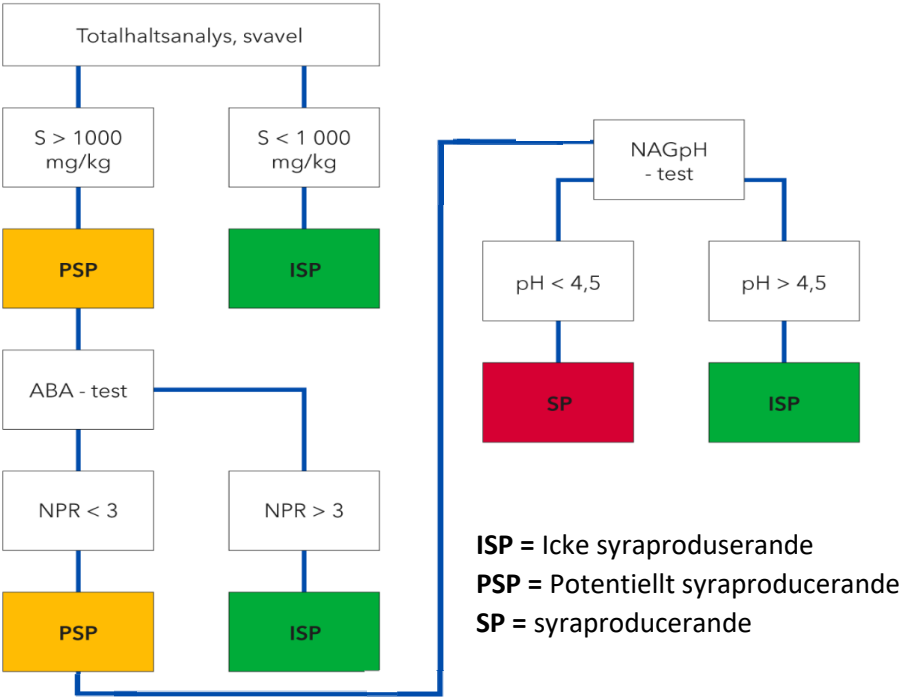 Totalhaltsanalys, svavel
S > 1000
mg/kg
S < 1 000
mg/kg
PSP
ISP
ABA - test
NPR < 3
NPR > 3
PSP
ISP
NAGpH
- test
pH < 4,5
pH > 4,5
SP
ISP
ISP = Icke syraproduserande
PSP = Potentiellt syraproducerande
SP = syraproducerande